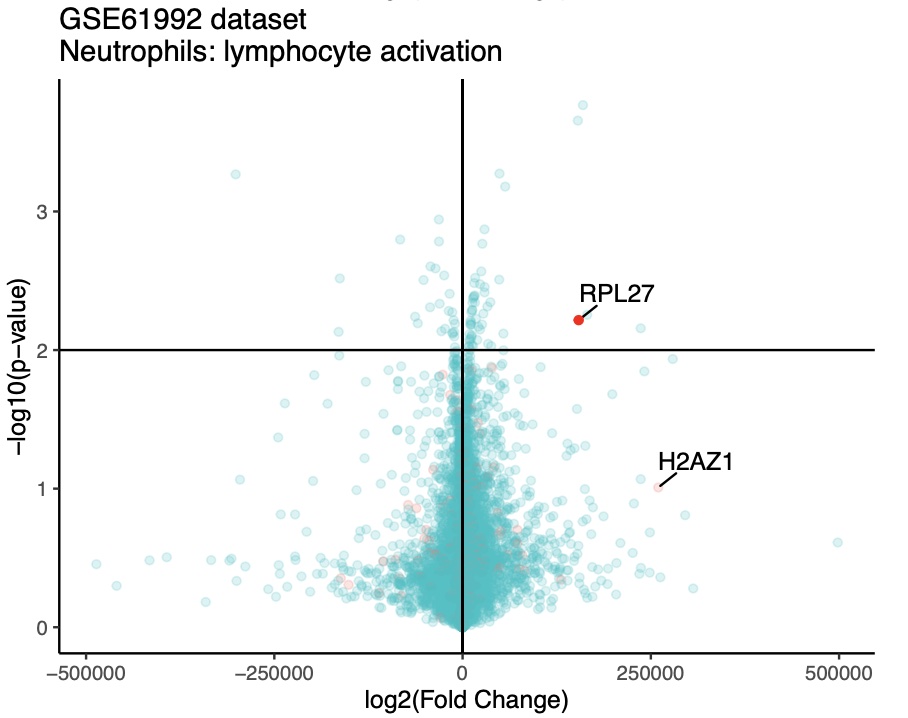 GSE61992 dataset
Neutrophils: lymphocyte activation
−log10(p−value)
3
2
1
0
RPL27
H2AZ1
−500000
−250000
0
250000
500000
log2(Fold Change)